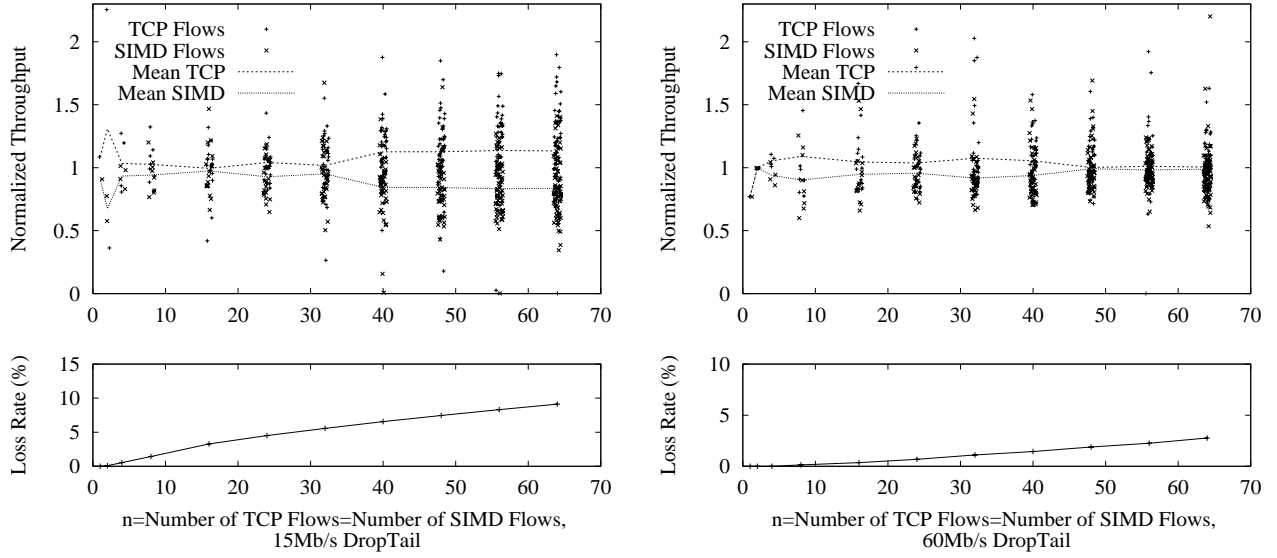 TCP Flows
SIMD Flows
Mean TCP
Mean SIMD
Normalized Throughput
2
1.5
1
0.5
0
0 10 20 30 40 50 60 70
Loss Rate (%)
15
10
5
0
0 10 20 30 40 50 60 70
n=Number of TCP Flows=Number of SIMD Flows,
15Mb/s DropTail
TCP Flows
SIMD Flows
Mean TCP
Mean SIMD
Normalized Throughput
2
1.5
1
0.5
0
0 10 20 30 40 50 60 70
Loss Rate (%)
10
5
0
0 10 20 30 40 50 60 70
n=Number of TCP Flows=Number of SIMD Flows,
60Mb/s DropTail